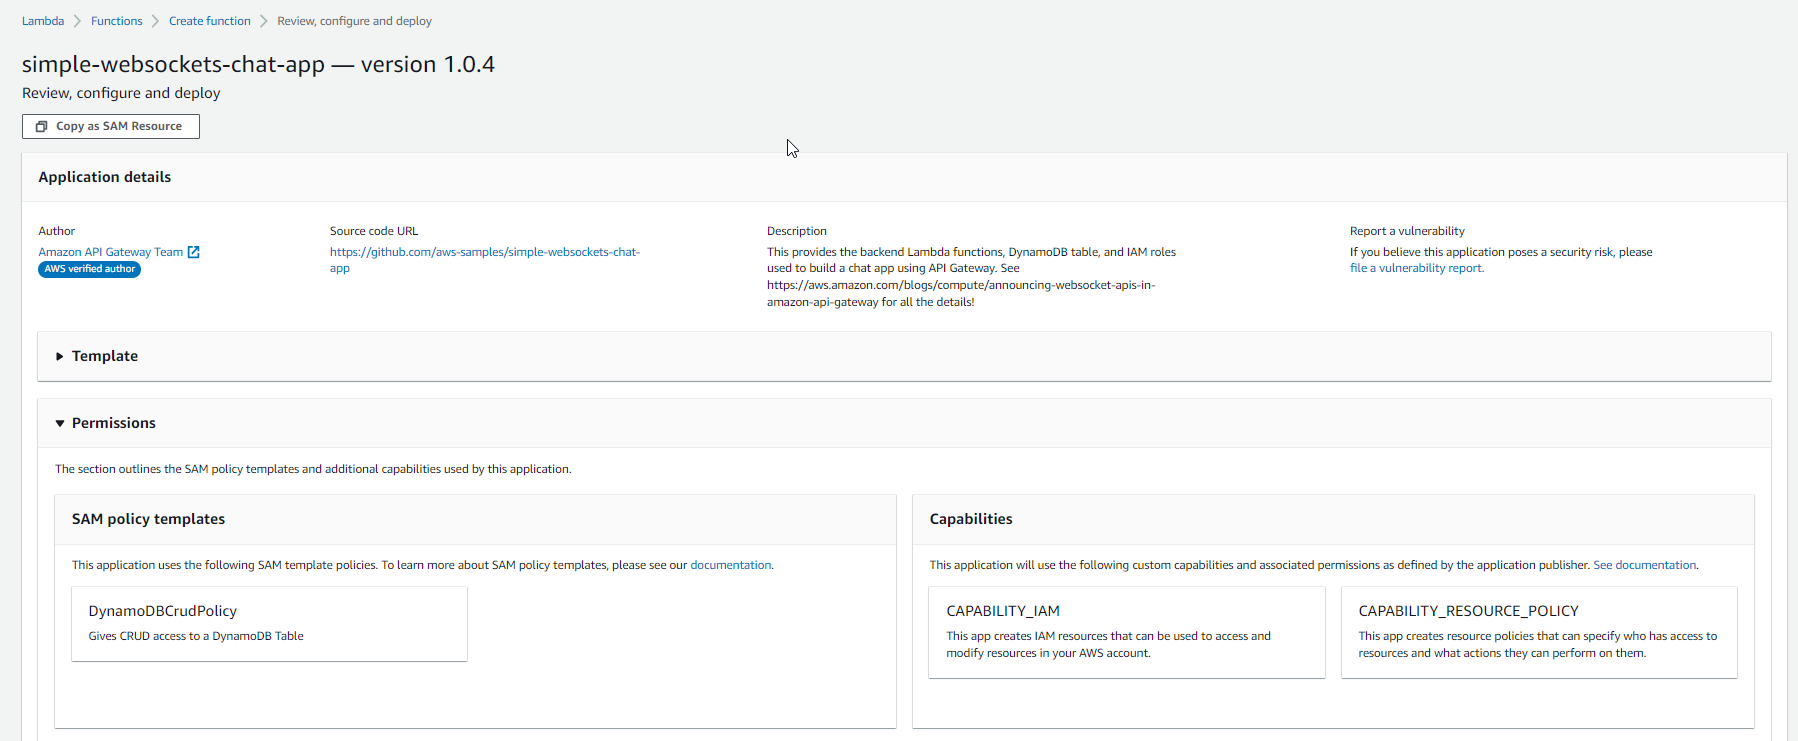 Lambda > Functions > Create function > Review, configure and deploy
simple-websockets-chat-app — version 1.0.4
Review, configure and deploy
Copy as SAM Resource
Application details
Author
Amazon API Gateway Team
AWS verified author
Source code URL
https://github.com/aws-samples/simple-websockets-chat-
app
Description
This provides the backend Lambda functions, DynamoDB table, and IAM roles
used to build a chat app using API Gateway. See
https://aws.amazon.com/blogs/compute/announcing-websocket-apis-in-
amazon-api-gateway for all the details!
Report a vulnerability
If you believe this application poses a security risk, please
file a vulnerability report.
Template
Permissions
The section outlines the SAM policy templates and additional capabilities used by this application.
SAM policy templates
This application uses the following SAM template policies. To learn more about SAM policy templates, please see our documentation.
DynamoDBCrudPolicy
Gives CRUD access to a DynamoDB Table
Capabilities
This application will use the following custom capabilities and associated permissions as defined by the application publisher. See documentation.
CAPABILITY_IAM
This app creates IAM resources that can be used to access and
modify resources in your AWS account.
CAPABILITY_RESOURCE_POLICY
This app creates resource policies that can specify who has access to
resources and what actions they can perform on them.